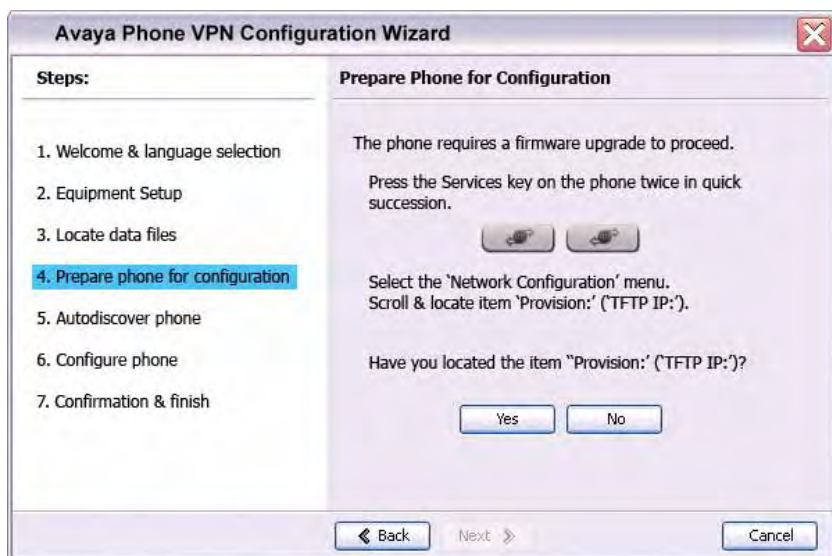 Avaya Phone VPN Configuration Wizard
Steps:
1. Welcome & language selection
2. Equipment Setup
3. Locate data files
4. Prepare phone for configuration
5. Autodiscover phone
6. Configure phone
7. Confirmation & finish
Prepare Phone for Configuration
The phone requires a firmware upgrade to proceed.
Press the Services key on the phone twice in quick
succession.
Select the ‘Network Configuration’ menu.
Scroll & locate item ‘Provision:’ (‘TFTP IP:’).
Have you located the item “Provision:’ (‘TFTP IP:’)?
Yes
No
Back
Next
Cancel